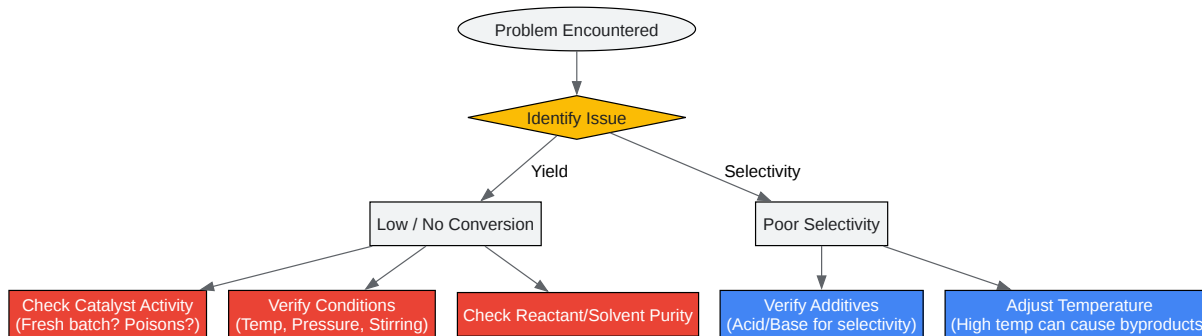 Problem Encountered
Identify Issue
Yield
Selectivity
Low / No Conversion
Poor Selectivity
Check Catalyst Activity
(Fresh batch? Poisons?)
Verify Conditions
(Temp, Pressure, Stirring)
Check Reactant/Solvent Purity
Verify Additives
(Acid/Base for selectivity)
Adjust Temperature
(High temp can cause byproducts